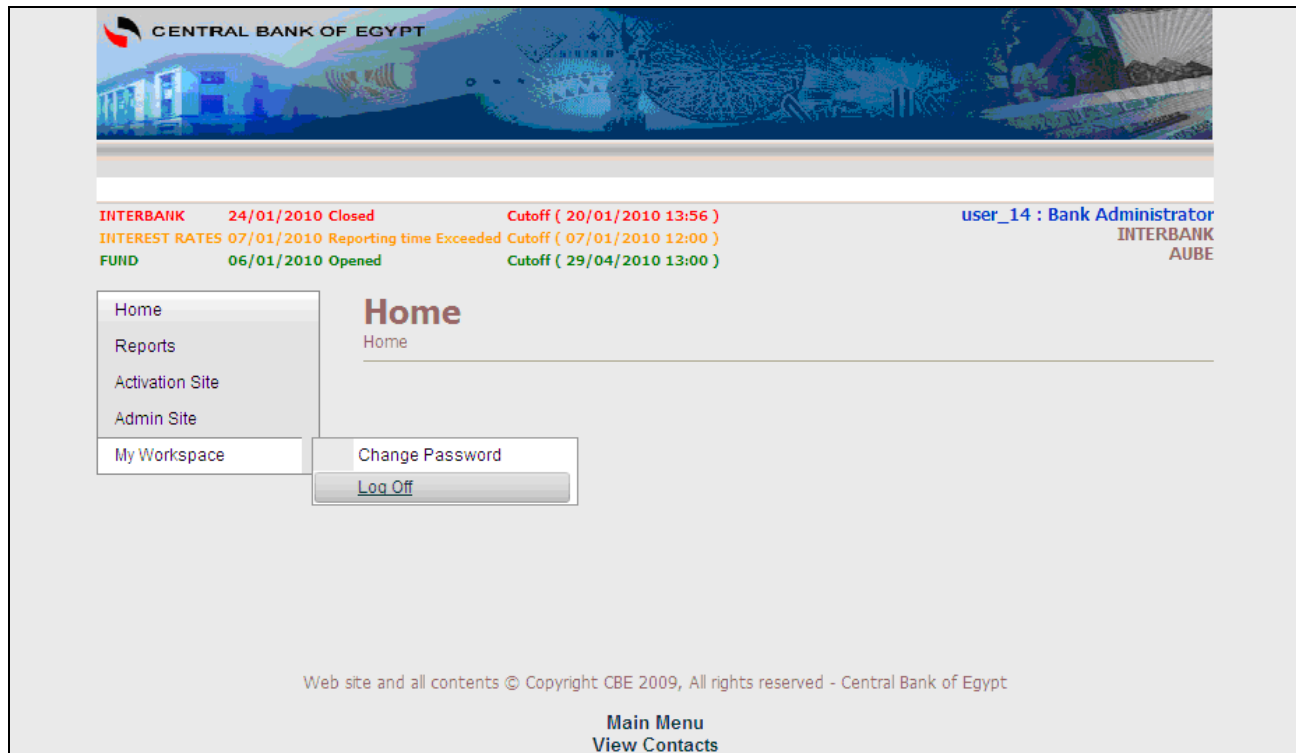 CENTRAL BANK OF EGYPT
INTERBANK 24/01/2010 Closed Cutoff ( 20/01/2010 13:56 )
INTEREST RATES 07/01/2010 Reporting time Exceeded Cutoff ( 07/01/2010 12:00 )
FUND 06/01/2010 Opened Cutoff ( 29/04/2010 13:00 )
user_14 : Bank Administrator
INTERBANK
AUBE
Home
Reports
Activation Site
Admin Site
My Workspace
Change Password
Log Off
Home
Home
Web site and all contents © Copyright CBE 2009, All rights reserved - Central Bank of Egypt
Main Menu
View Contacts